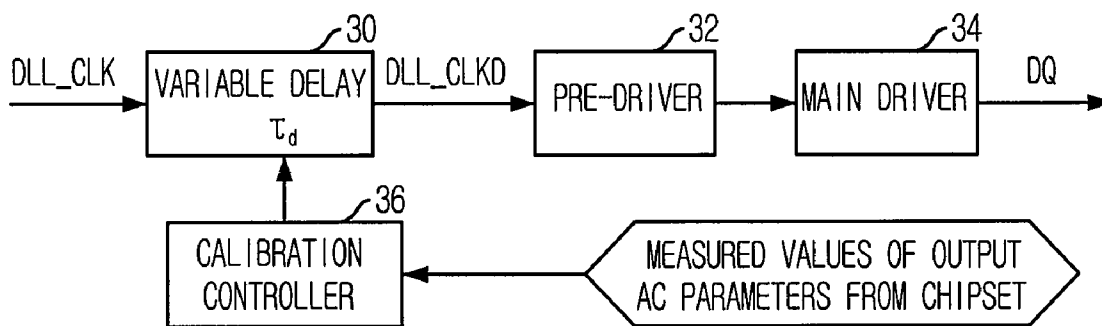 30
32
34
DLL_CLK
VARIABLE DELAY
τd
DLL_CLKD
PRE-DRIVER
MAIN DRIVER
DQ
36
CALIBRATION
CONTROLLER
MEASURED VALUES OF OUTPUT
AC PARAMETERS FROM CHIPSET